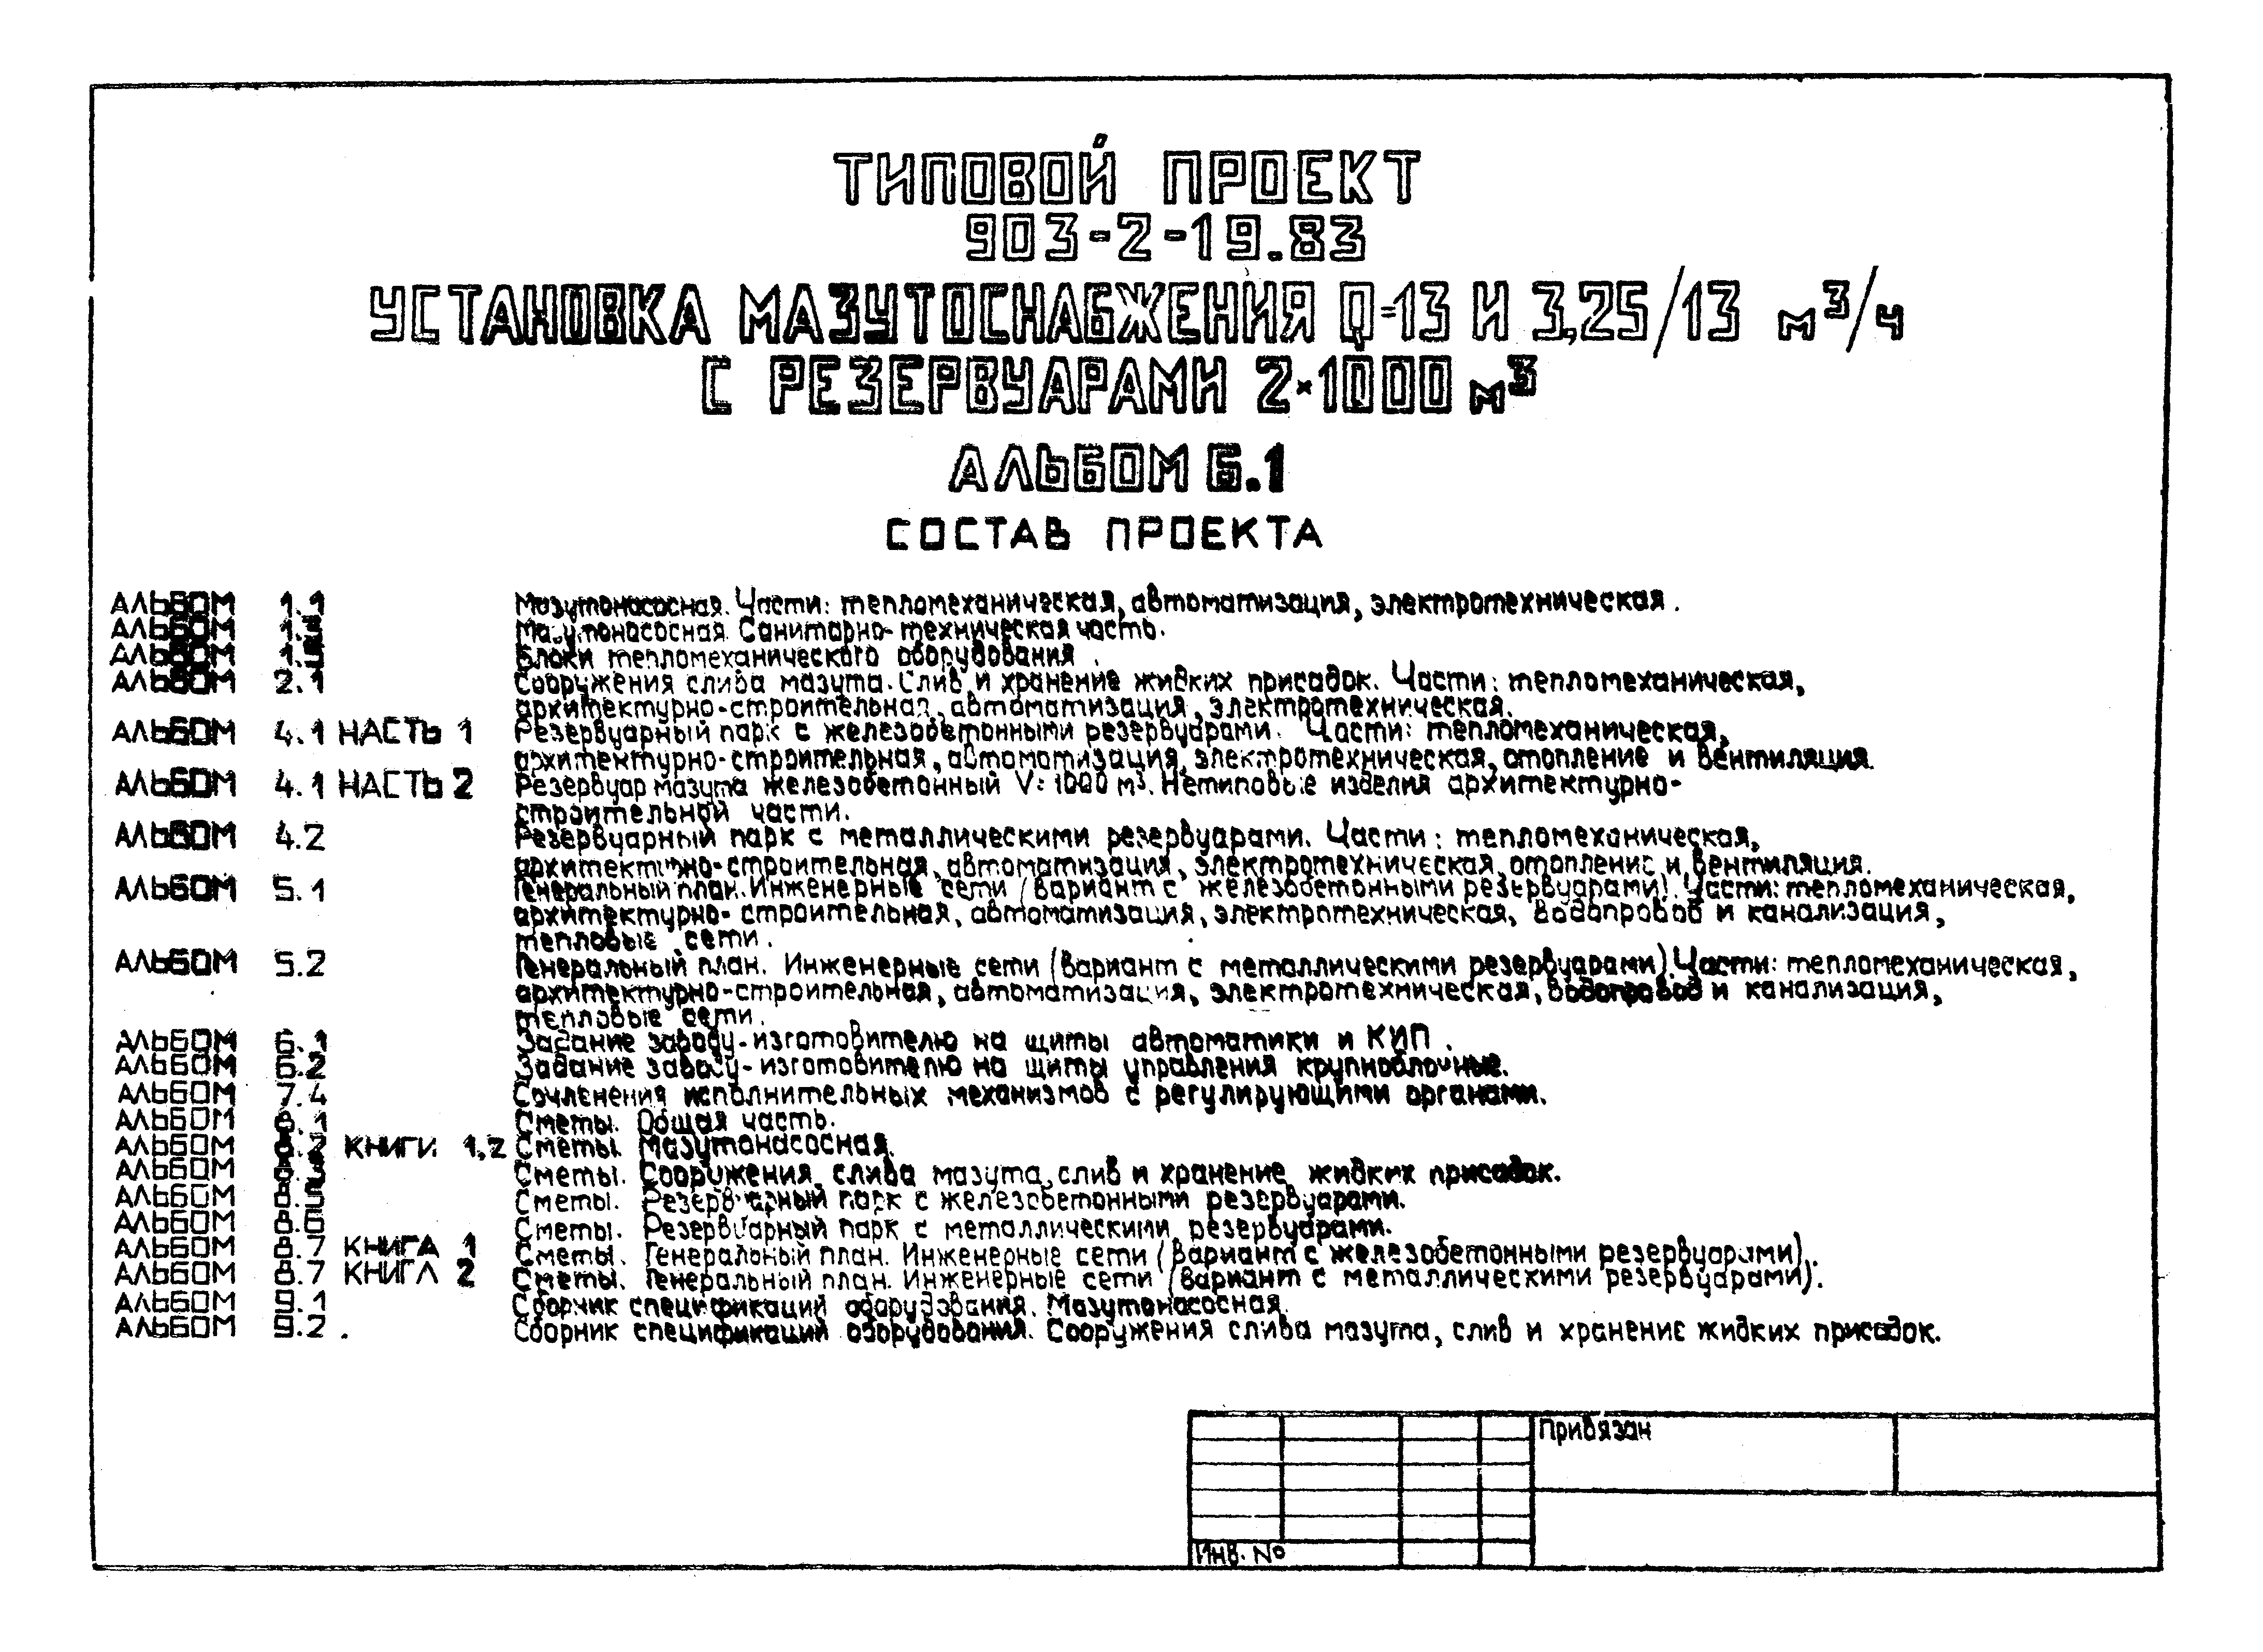 ТИПОВОЙ ПРОЕКТ
903-2-19.83
УСТАНОВКА МАЗУТОСНАБЖЕНИЯ Q=13 И 3,25/13 м³/ч
С РЕЗЕРВУАРАМИ 2×1000 м³
АЛЬБОМ 6.1
СОСТАВ ПРОЕКТА
АЛЬБОМ 1.1 Мазутонасосная. Части: тепломеханическая, автоматизация, электротехническая.
АЛЬБОМ Мазутонасосная. Санитарно-техническая часть.
АЛЬБОМ Блоки тепломеханического оборудования.
АЛЬБОМ 2.1 Сооружения слива мазута. Слив и хранение жидких присадок. Части: тепломеханическая,
архитектурно-строительная, автоматизация, электротехническая.
АЛЬБОМ 4.1 ЧАСТЬ 1 Резервуарный парк с железобетонными резервуарами. Части: тепломеханическая,
архитектурно-строительная, автоматизация, электротехническая, отопление и вентиляция.
АЛЬБОМ 4.1 ЧАСТЬ 2 Резервуар мазута железобетонный V=1000 м³. Нетиповые изделия архитектурно-
строительной части.
АЛЬБОМ 4.2 Резервуарный парк с металлическими резервуарами. Части: тепломеханическая,
архитектурно-строительная, автоматизация, электротехническая, отопление и вентиляция.
АЛЬБОМ 5.1 Генеральный план. Инженерные сети (вариант с железобетонными резервуарами). Части: тепломеханическая,
архитектурно-строительная, автоматизация, электротехническая, водопровод и канализация,
тепловые сети.
АЛЬБОМ 5.2 Генеральный план. Инженерные сети (вариант с металлическими резервуарами). Части: тепломеханическая,
архитектурно-строительная, автоматизация, электротехническая, водопровод и канализация,
тепловые сети.
АЛЬБОМ 6.1 Задание заводу-изготовителю на щиты автоматики и КИП.
АЛЬБОМ 6.2 Задание заводу-изготовителю на щиты управления крупноблочные.
АЛЬБОМ 7.4 Сочленения исполнительных механизмов с регулирующими органами.
АЛЬБОМ 8.1 Сметы. Общая часть.
АЛЬБОМ 8.2 КНИГИ 1,2 Сметы. Мазутонасосная.
АЛЬБОМ 8.3 Сметы. Сооружения слива мазута, слив и хранение жидких присадок.
АЛЬБОМ 8.5 Сметы. Резервуарный парк с железобетонными резервуарами.
АЛЬБОМ 8.6 Сметы. Резервуарный парк с металлическими резервуарами.
АЛЬБОМ 8.7 КНИГА 1 Сметы. Генеральный план. Инженерные сети (вариант с железобетонными резервуарами).
АЛЬБОМ 8.7 КНИГА 2 Сметы. Генеральный план. Инженерные сети (вариант с металлическими резервуарами).
АЛЬБОМ 9.1 Сборник спецификаций оборудования. Мазутонасосная.
АЛЬБОМ 9.2 . Сборник спецификаций оборудования. Сооружения слива мазута, слив и хранение жидких присадок.
Привязан
Инв. №